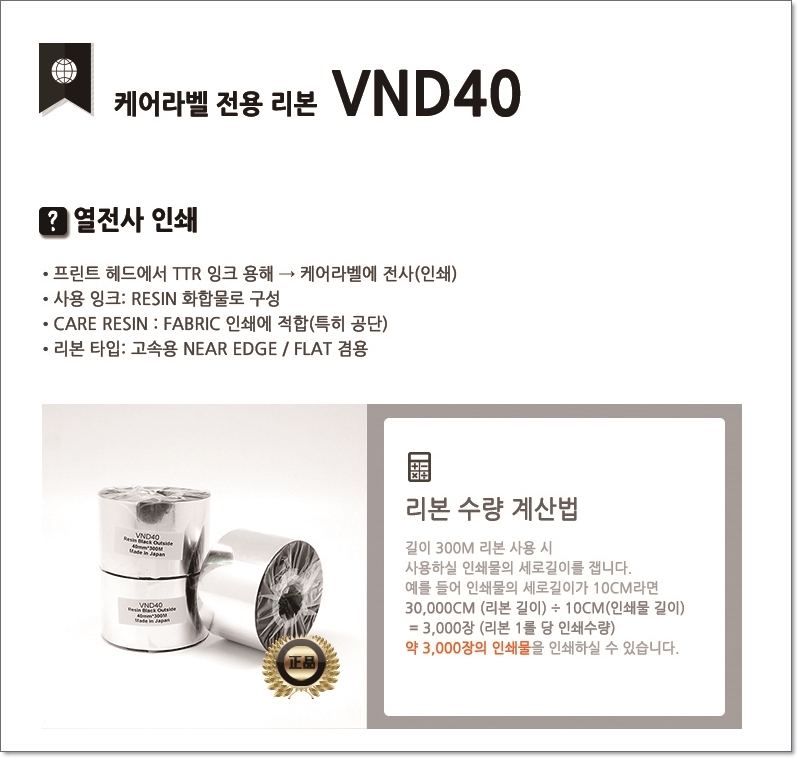 케어라벨 전용 리본 VND40
? 열전사 인쇄
• 프린트 헤드에서 TTR 잉크 용해 → 케어라벨에 전사(인쇄)
• 사용 잉크: RESIN 화합물로 구성
• CARE RESIN : FABRIC 인쇄에 적합(특히 공단)
• 리본 타입: 고속용 NEAR EDGE / FLAT 겸용
VND40
Resin Black Outside
40mm*300M
Made in Japan
VND40
Resin Black Outside
40mm*300M
Made in Japan
正品
리본 수량 계산법
길이 300M 리본 사용 시
사용하실 인쇄물의 세로길이를 잽니다.
예를 들어 인쇄물의 세로길이가 10CM라면
30,000CM (리본 길이) ÷ 10CM(인쇄물 길이)
= 3,000장 (리본 1롤 당 인쇄수량)
약 3,000장의 인쇄물을 인쇄하실 수 있습니다.